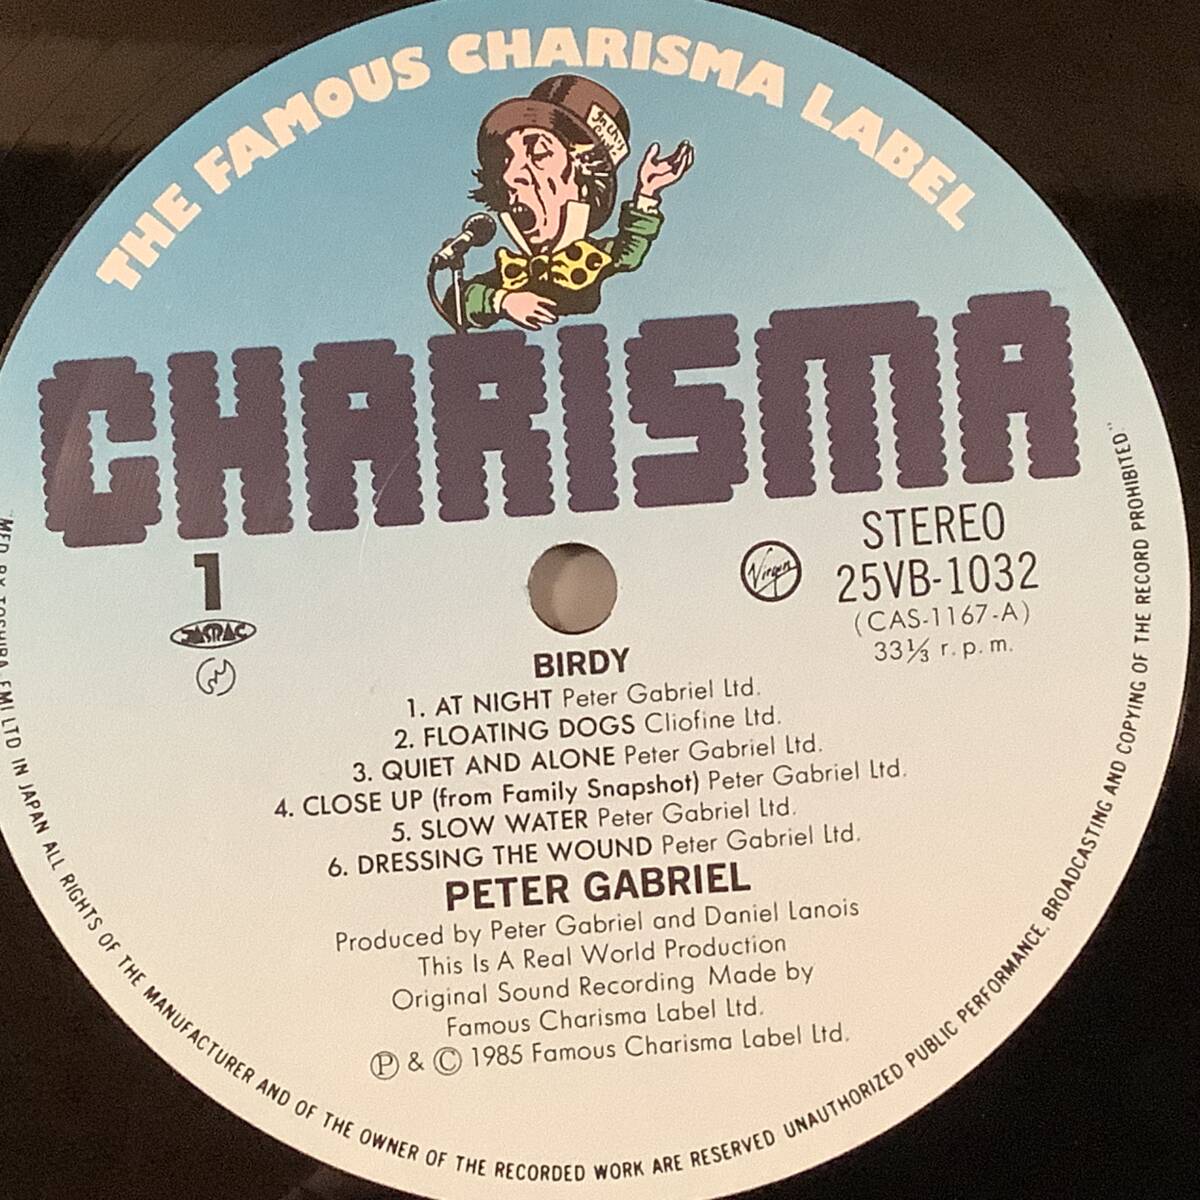 THE FAMOUS CHARISMA LABEL
CHARISMA
1
JASRAC
Virgin
STEREO
25VB-1032
(CAS-1167-A)
33⅓ r.p.m.
BIRDY
1. AT NIGHT Peter Gabriel Ltd.
2. FLOATING DOGS Cliofine Ltd.
3. QUIET AND ALONE Peter Gabriel Ltd.
4. CLOSE UP (from Family Snapshot) Peter Gabriel Ltd.
5. SLOW WATER Peter Gabriel Ltd.
6. DRESSING THE WOUND Peter Gabriel Ltd.
PETER GABRIEL
Produced by Peter Gabriel and Daniel Lanois
This Is A Real World Production
Original Sound Recording Made by
Famous Charisma Label Ltd.
Ⓟ & © 1985 Famous Charisma Label Ltd.
"MFD BY TOSHIBA EMI LTD IN JAPAN ALL RIGHTS OF THE MANUFACTURER AND OF THE OWNER OF THE RECORDED WORK ARE RESERVED UNAUTHORIZED PUBLIC PERFORMANCE, BROADCASTING AND COPYING OF THE RECORD PROHIBITED."